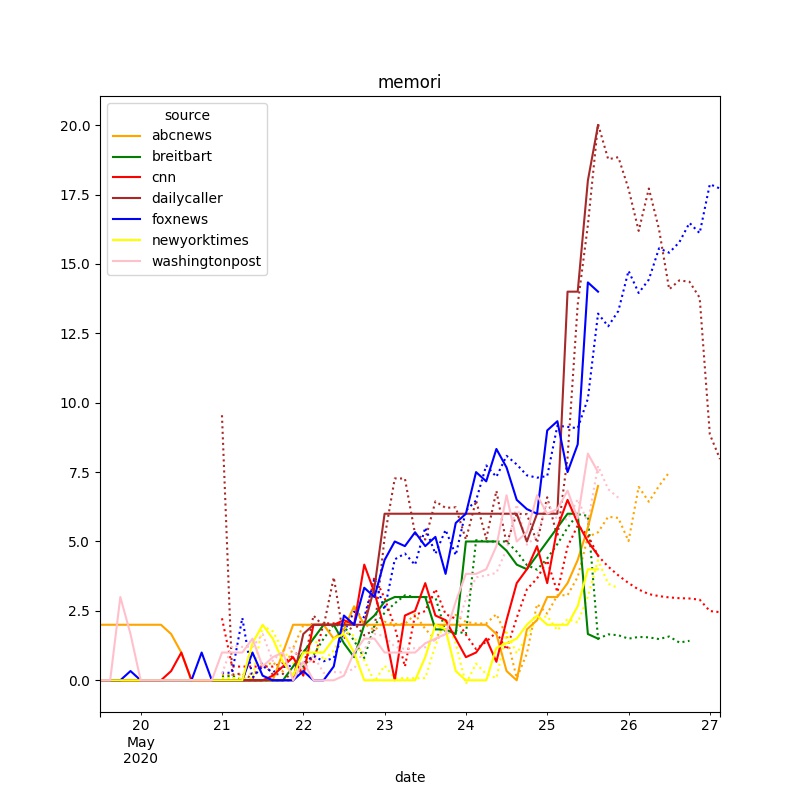 memori
source
abcnews
breitbart
cnn
dailycaller
foxnews
newyorktimes
washingtonpost
20.0
17.5
15.0
12.5
10.0
7.5
5.0
2.5
0.0
20 21 22 23 24 25 26 27
May
2020
date